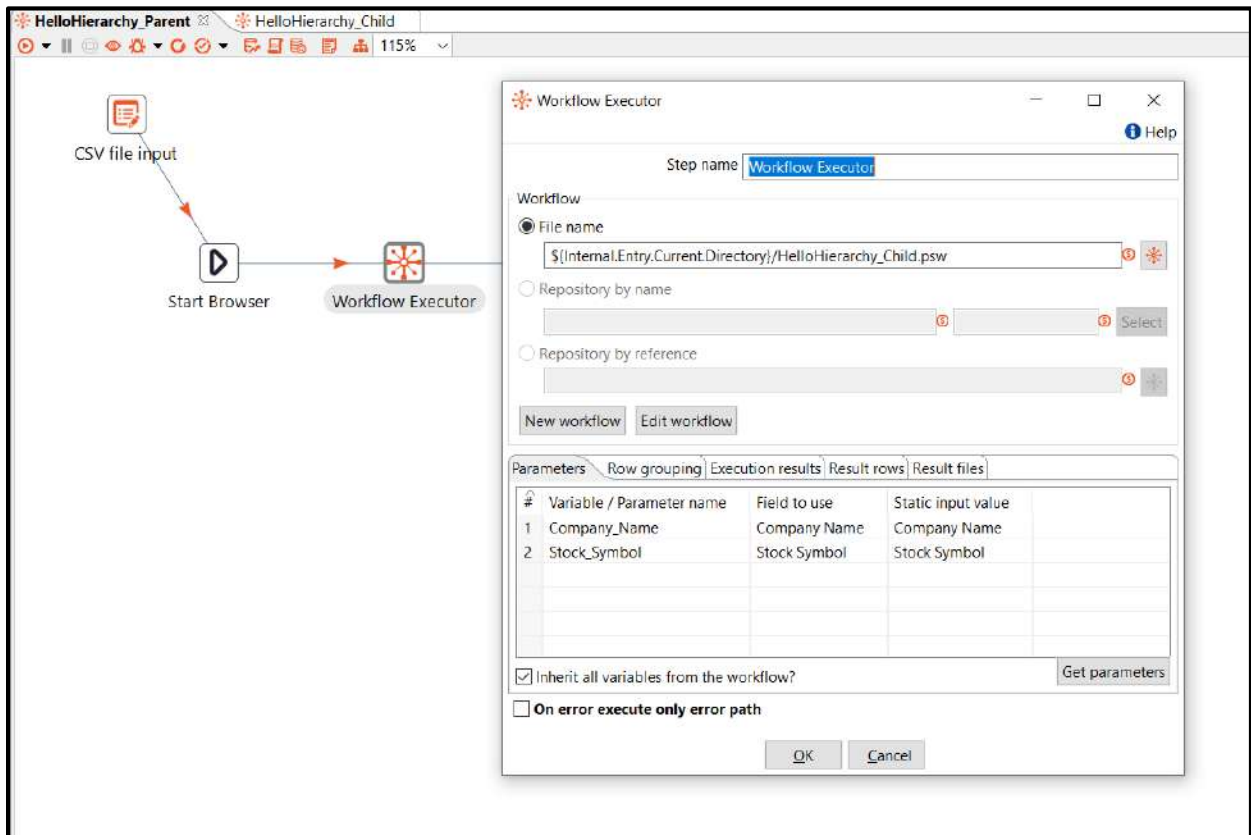 HelloHierarchy_Parent HelloHierarchy_Child
115%
CSV file input
Start Browser
Workflow Executor
Workflow Executor
Help
Step name Workflow Executor
Workflow
File name
${Internal.Entry.Current.Directory}/HelloHierarchy_Child.psw
Repository by name
Select
Repository by reference
New workflow Edit workflow
Parameters Row grouping Execution results Result rows Result files
# Variable / Parameter name Field to use Static input value
1 Company_Name Company Name Company Name
2 Stock_Symbol Stock Symbol Stock Symbol
Inherit all variables from the workflow? Get parameters
On error execute only error path
OK Cancel